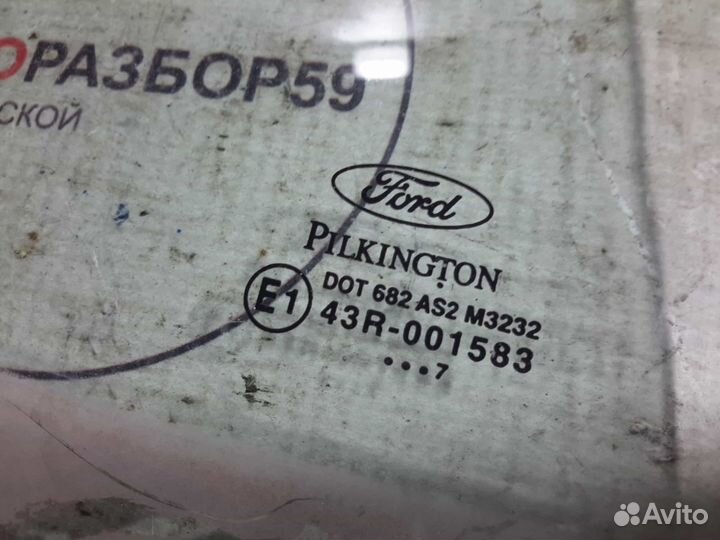 ОРАЗБОР59
СКОЙ
Ford
PILKINGTON
E1
DOT 682 AS2 M3232
43R-001583
...7
Avito